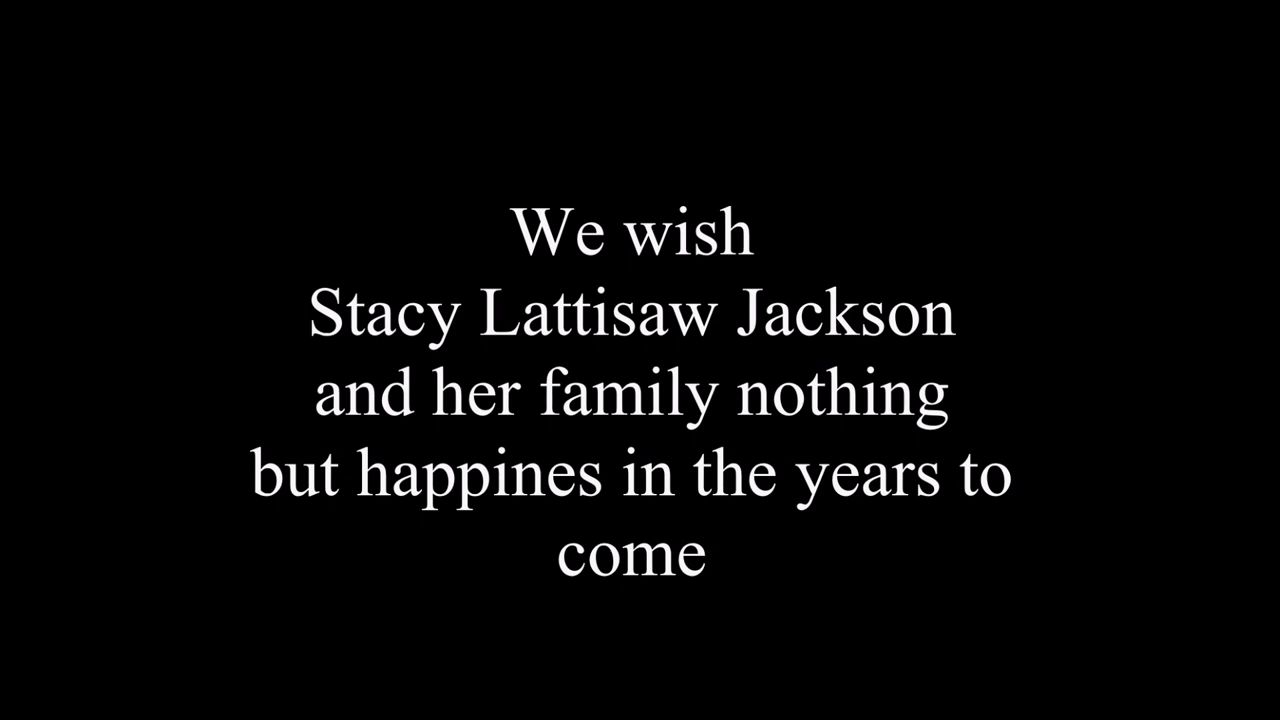 We wish
Stacy Lattisaw Jackson
and her family nothing
but happines in the years to
come